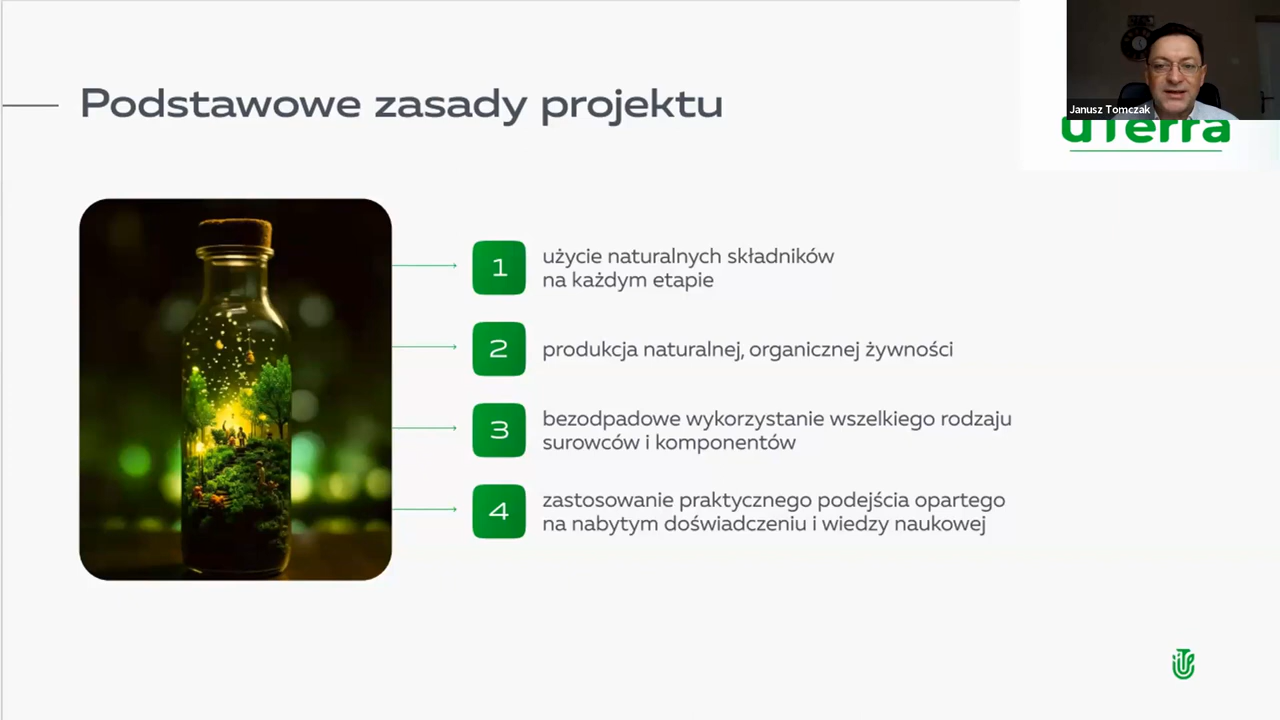 Podstawowe zasady projektu
Janusz Tomczak
uTerra
1
użycie naturalnych składników
na każdym etapie
2
produkcja naturalnej, organicznej żywności
3
bezodpadowe wykorzystanie wszelkiego rodzaju
surowców i komponentów
4
zastosowanie praktycznego podejścia opartego
na nabytym doświadczeniu i wiedzy naukowej